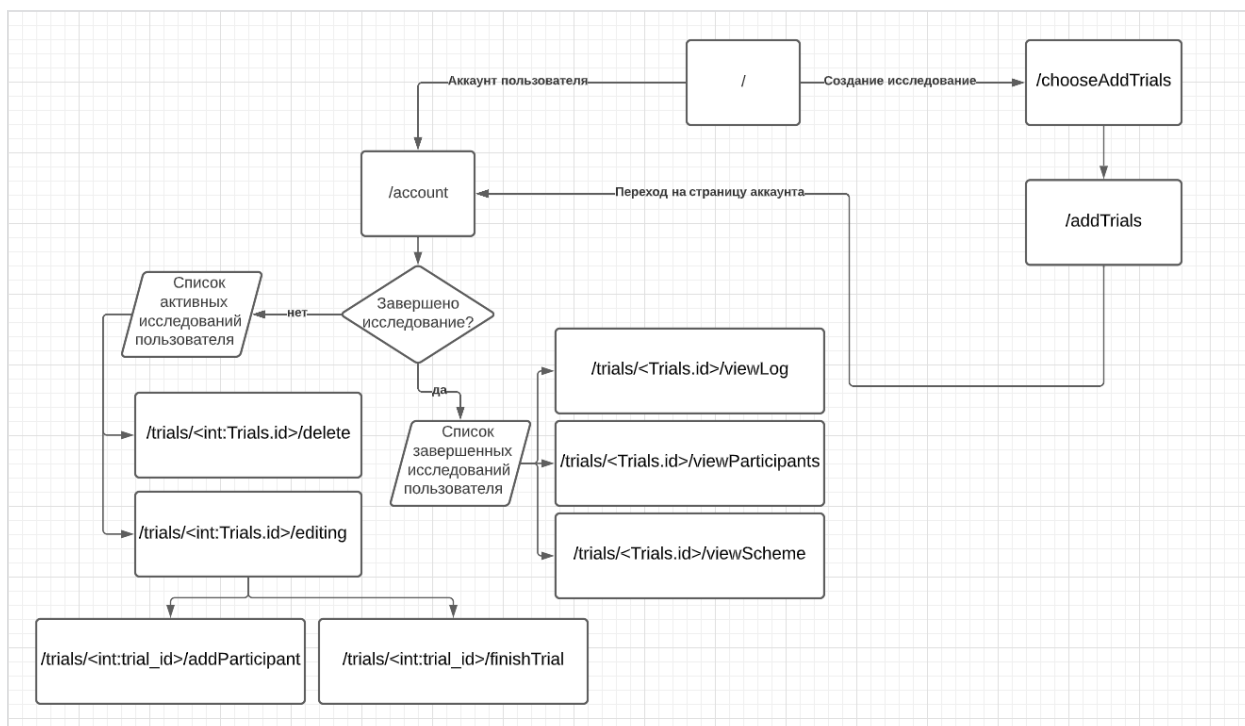 /
Аккаунт пользователя
Создание исследование
/chooseAddTrials
/account
Переход на страницу аккаунта
/addTrials
Завершено
исследование?
нет
Список
активных
исследований
пользователя
да
Список
завершенных
исследований
пользователя
/trials/<Trials.id>/viewLog
/trials/<Trials.id>/viewParticipants
/trials/<Trials.id>/viewScheme
/trials/<int:Trials.id>/delete
/trials/<int:Trials.id>/editing
/trials/<int:trial_id>/addParticipant
/trials/<int:trial_id>/finishTrial